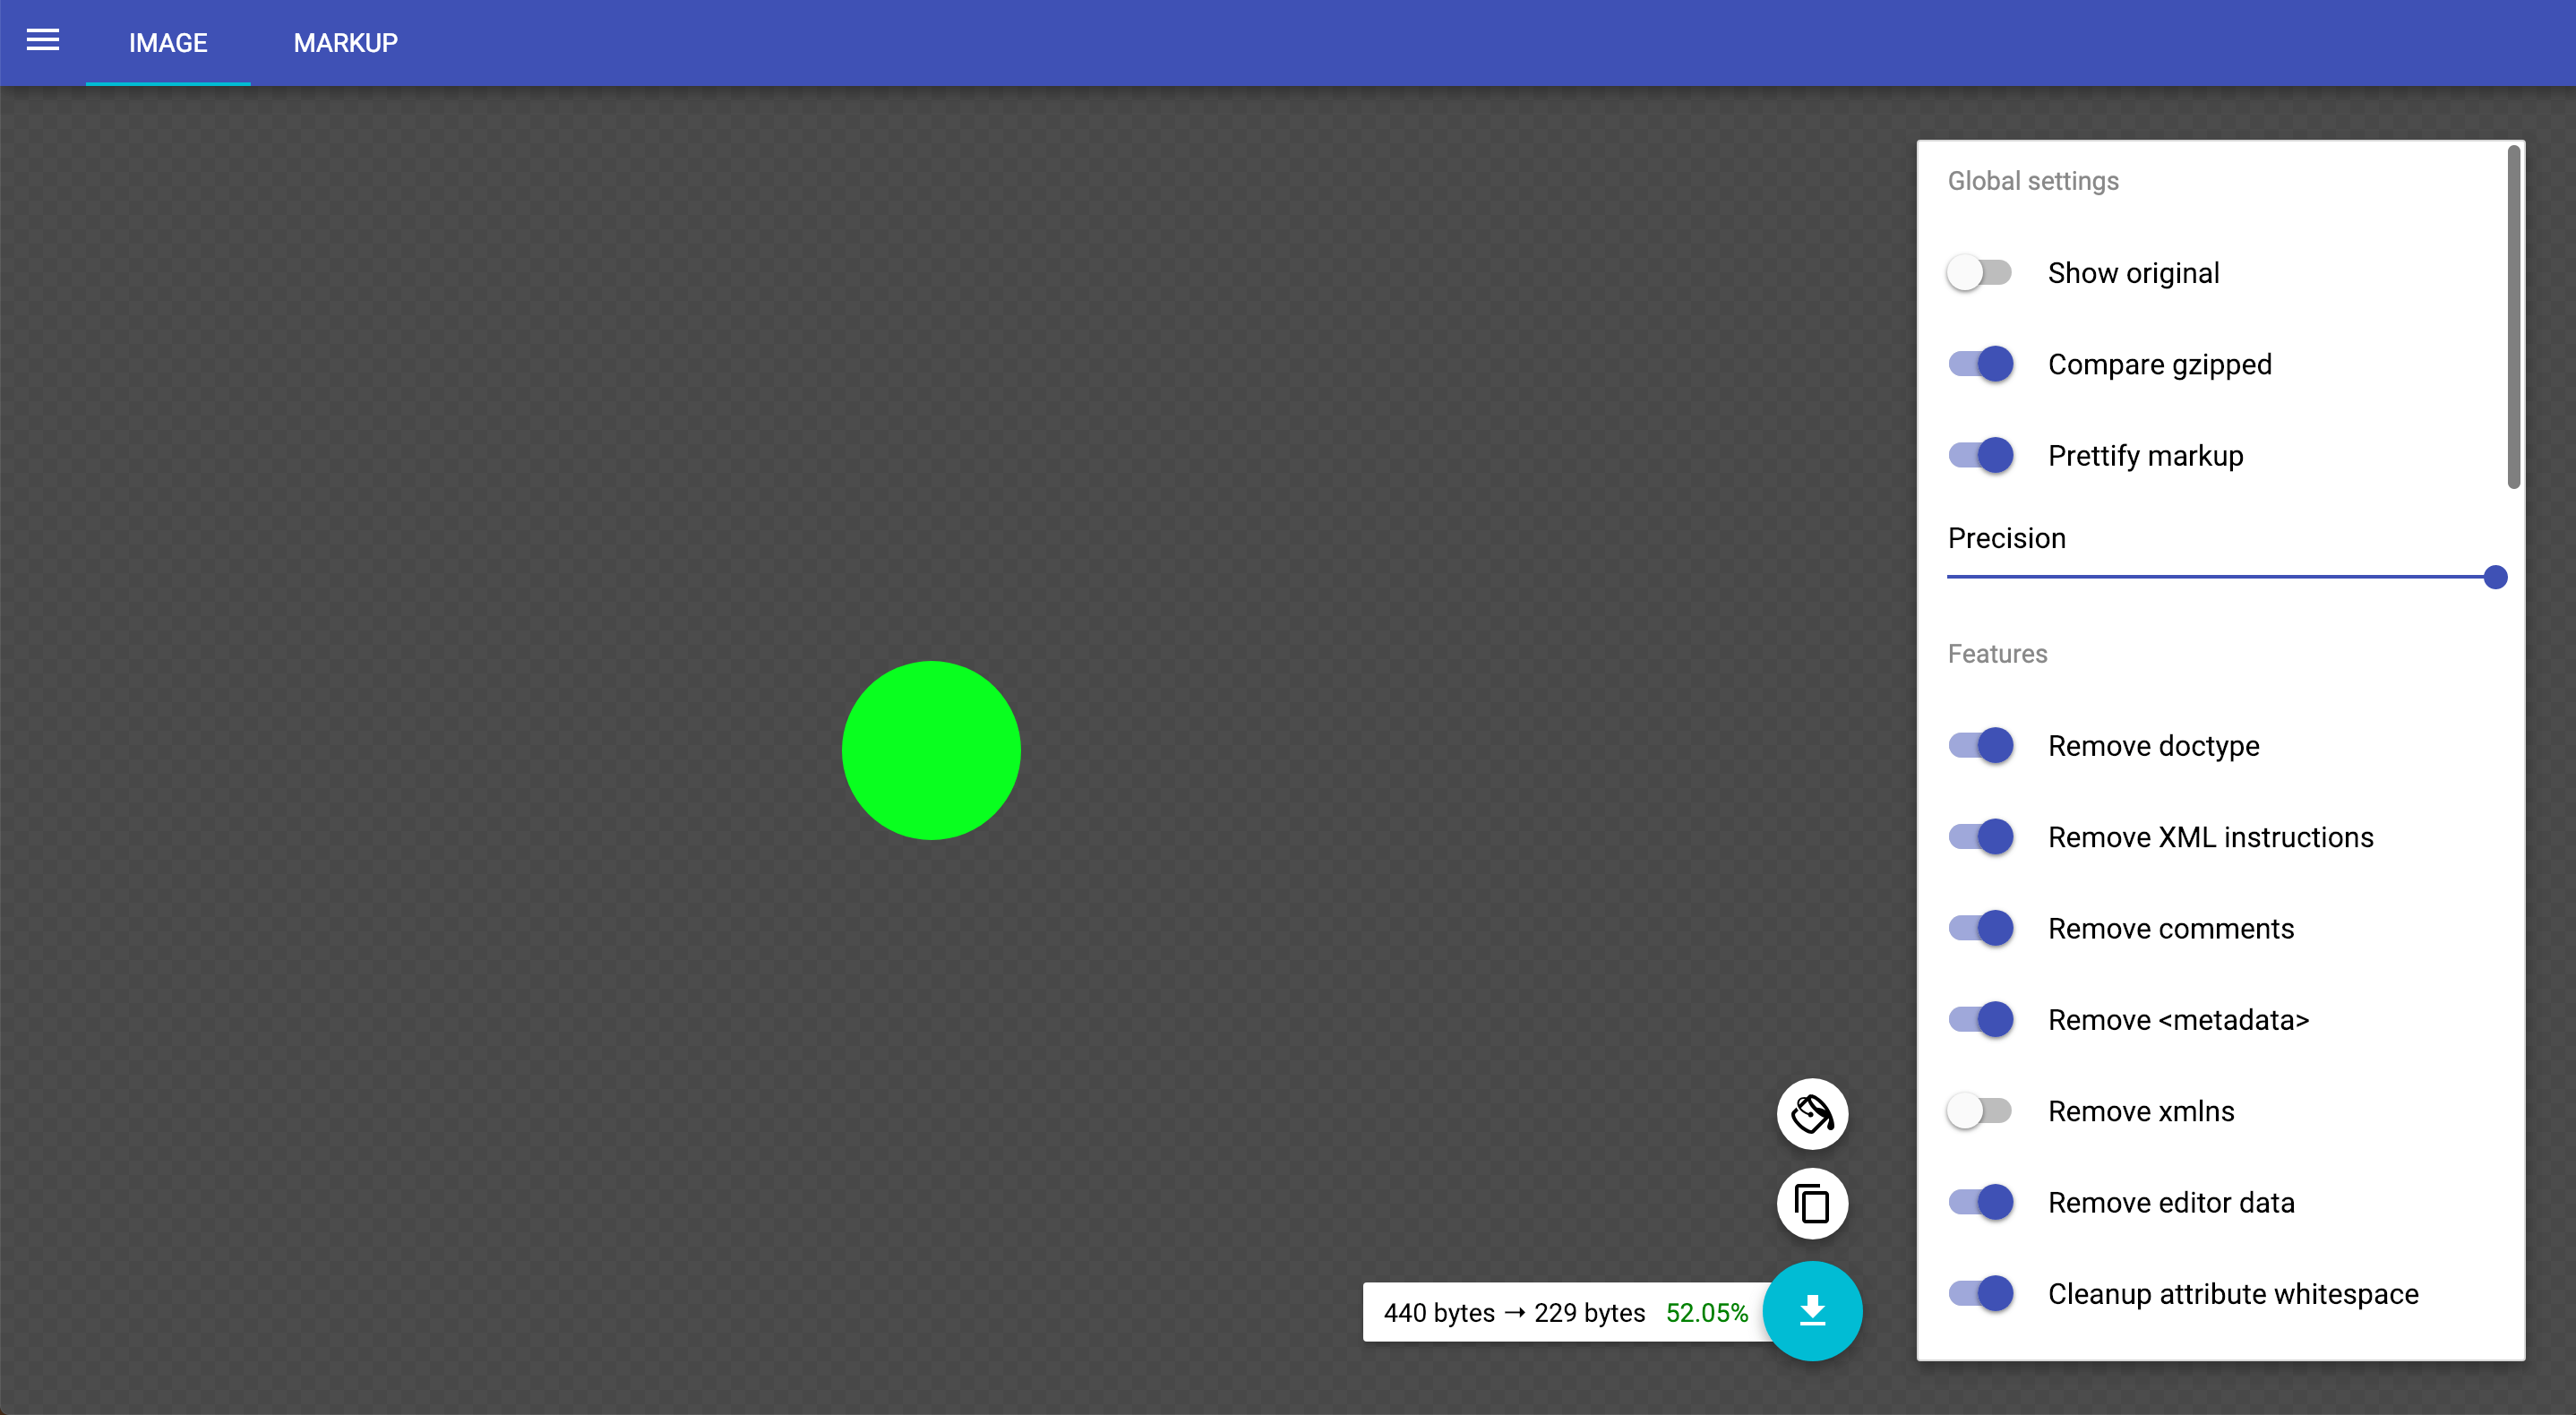 IMAGE MARKUP
Global settings
Show original
Compare gzipped
Prettify markup
Precision
Features
Remove doctype
Remove XML instructions
Remove comments
Remove <metadata>
Remove xmlns
Remove editor data
Cleanup attribute whitespace
440 bytes → 229 bytes 52.05%